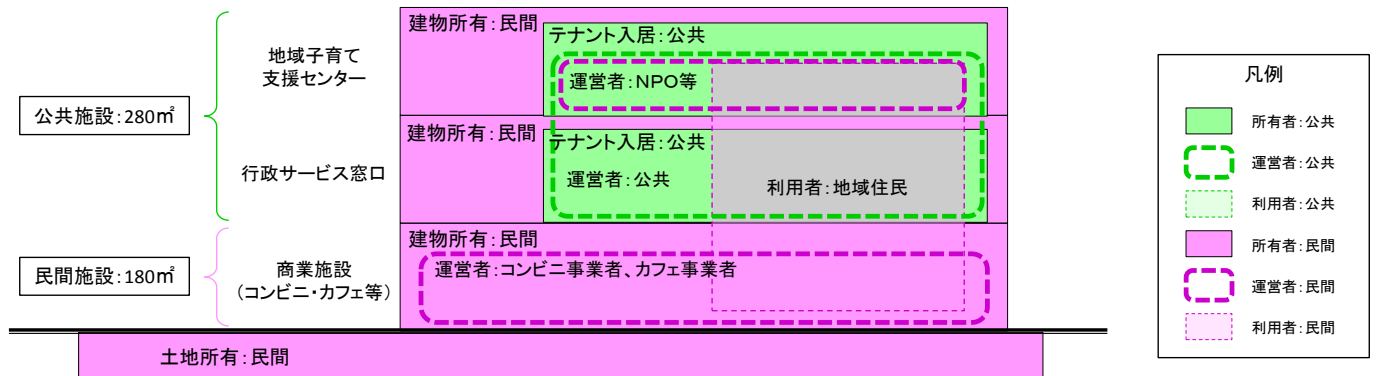 建物所有：民間
テナント入居：公共
地域子育て
支援センター
運営者：NPO等
公共施設：280㎡
建物所有：民間
テナント入居：公共
行政サービス窓口
運営者：公共
利用者：地域住民
建物所有：民間
民間施設：180㎡
商業施設
（コンビニ・カフェ等）
運営者：コンビニ事業者、カフェ事業者
土地所有：民間
凡例
所有者：公共
運営者：公共
利用者：公共
所有者：民間
運営者：民間
利用者：民間